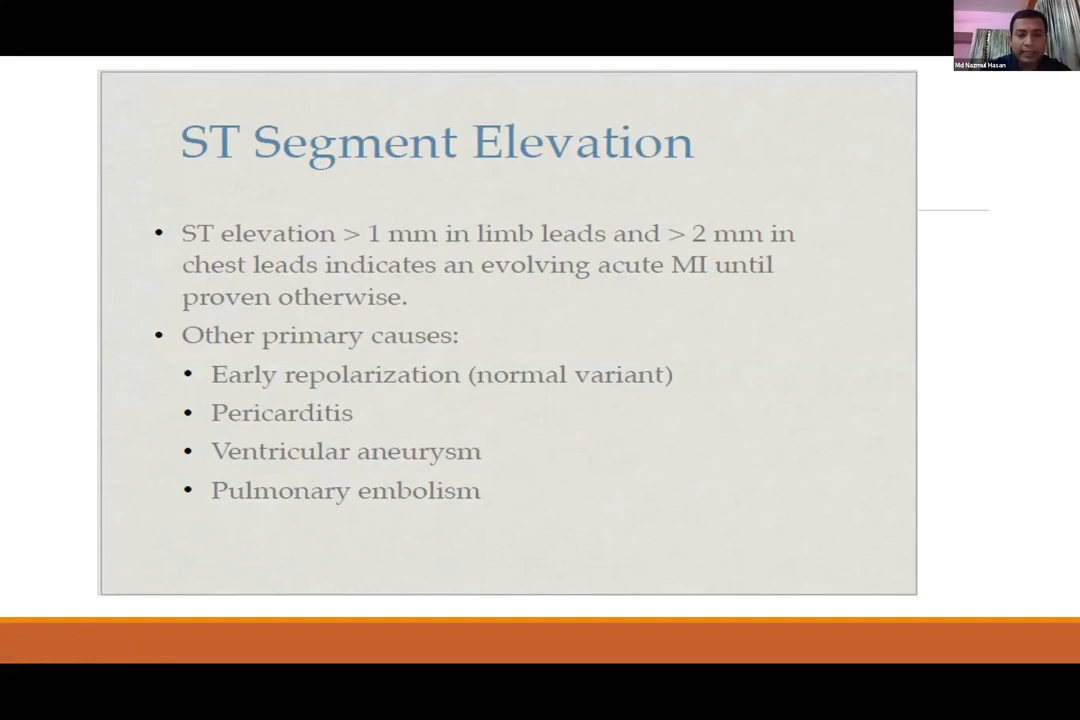 Md Nazmul Hasan
ST Segment Elevation
• ST elevation > 1 mm in limb leads and > 2 mm in
chest leads indicates an evolving acute MI until
proven otherwise.
• Other primary causes:
• Early repolarization (normal variant)
• Pericarditis
• Ventricular aneurysm
• Pulmonary embolism